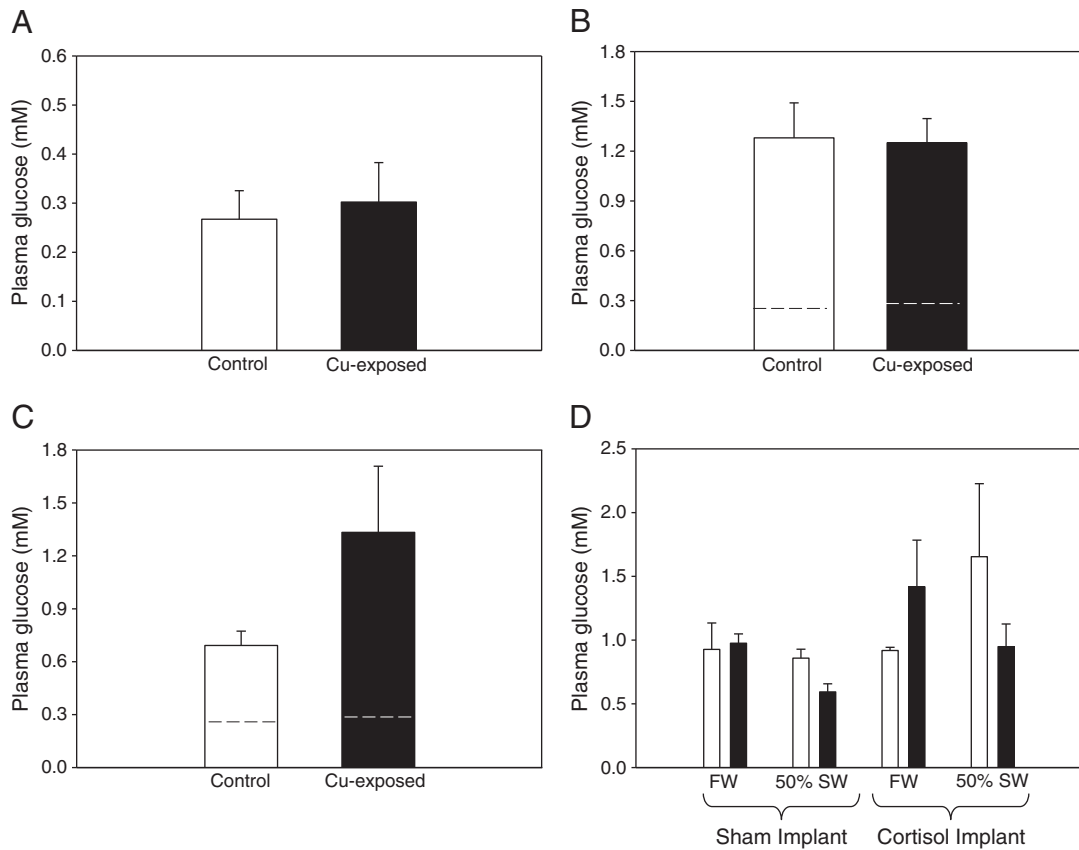 A
Plasma glucose (mM)
0.6
0.5
0.4
0.3
0.2
0.1
0.0
Control
Cu-exposed
B
Plasma glucose (mM)
1.8
1.5
1.2
0.9
0.6
0.3
0.0
Control
Cu-exposed
C
Plasma glucose (mM)
1.8
1.5
1.2
0.9
0.6
0.3
0.0
Control
Cu-exposed
D
Plasma glucose (mM)
2.5
2.0
1.5
1.0
0.5
0.0
FW
50% SW
FW
50% SW
Sham Implant
Cortisol Implant